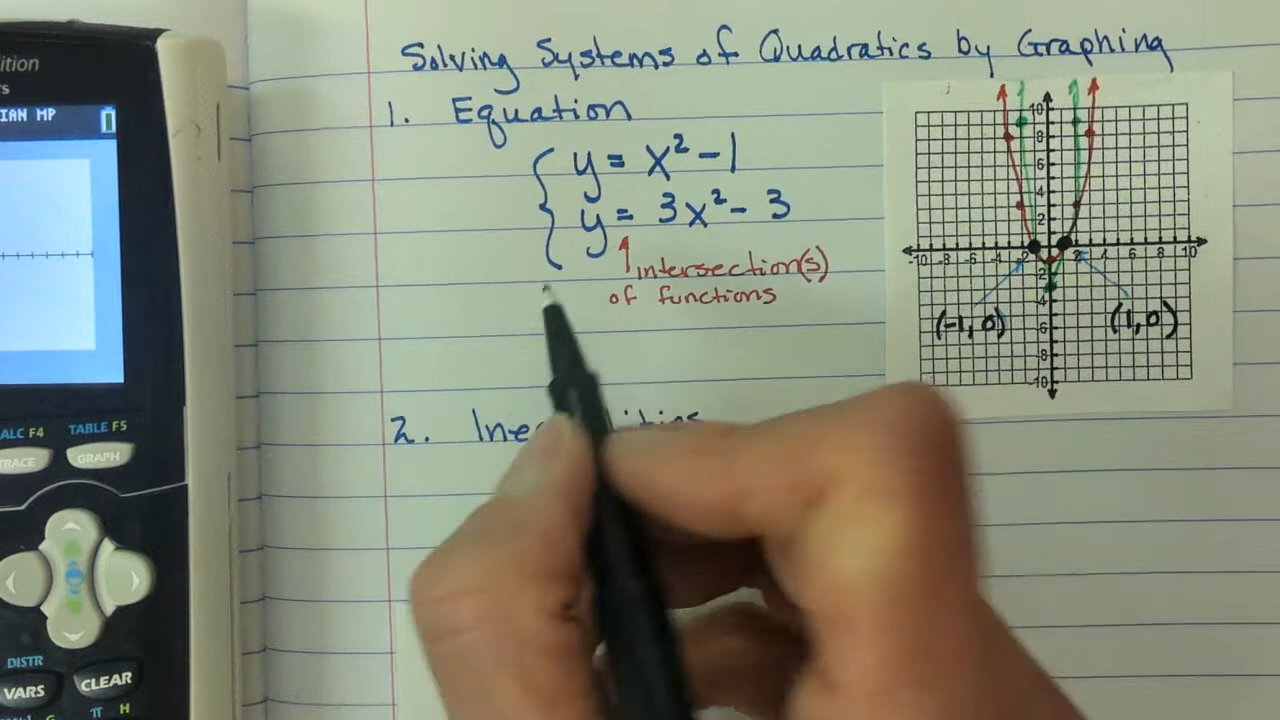 Solving Systems of Quadratics by Graphing
1. Equation
y = x² - 1
y = 3x² - 3
intersection(s)
of functions
2.
10
8
6
4
2
-10 -8 -6 -4 -2 2 4 6 8 10
-2
-4
-6
-8
-10
(-1, 0)
(1, 0)
ition
IAN MP
ALC F4 TABLE F5
TRACE GRAPH
DISTR
VARS CLEAR
π H